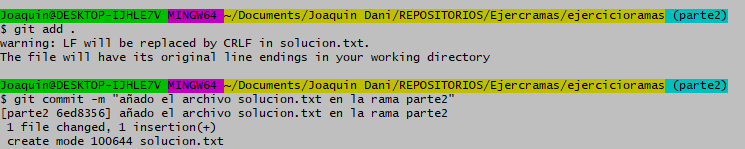 Joaquin@DESKTOP-IJHLE7V MINGW64 ~/Documents/Joaquin Dani/REPOSITORIOS/Ejercramas/ejercicioramas (parte2)
$ git add .
warning: LF will be replaced by CRLF in solucion.txt.
The file will have its original line endings in your working directory
Joaquin@DESKTOP-IJHLE7V MINGW64 ~/Documents/Joaquin Dani/REPOSITORIOS/Ejercramas/ejercicioramas (parte2)
$ git commit -m "añado el archivo solucion.txt en la rama parte2"
[parte2 6ed8356] añado el archivo solucion.txt en la rama parte2
 1 file changed, 1 insertion(+)
 create mode 100644 solucion.txt